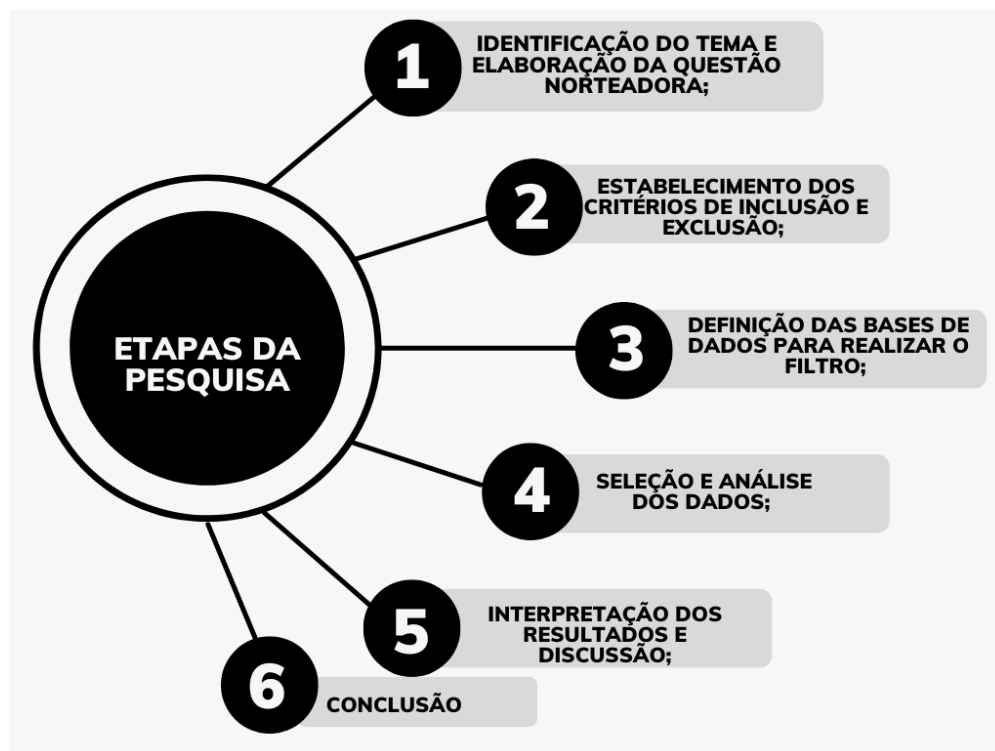 1
IDENTIFICAÇÃO DO TEMA E
ELABORAÇÃO DA QUESTÃO
NORTEADORA;
2
ESTABELECIMENTO DOS
CRITÉRIOS DE INCLUSÃO E
EXCLUSÃO;
ETAPAS DA
PESQUISA
3
DEFINIÇÃO DAS BASES DE
DADOS PARA REALIZAR O
FILTRO;
4
SELEÇÃO E ANÁLISE
DOS DADOS;
5
INTERPRETAÇÃO DOS
RESULTADOS E
DISCUSSÃO;
6
CONCLUSÃO